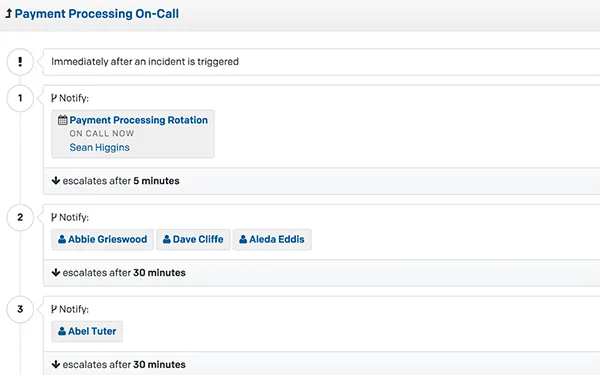 Payment Processing On-Call
! Immediately after an incident is triggered
1 Notify:
Payment Processing Rotation
ON CALL NOW
Sean Higgins
escalates after 5 minutes
2 Notify:
Abbie Grieswood Dave Cliffe Aleda Eddis
escalates after 30 minutes
3 Notify:
Abel Tuter
escalates after 30 minutes